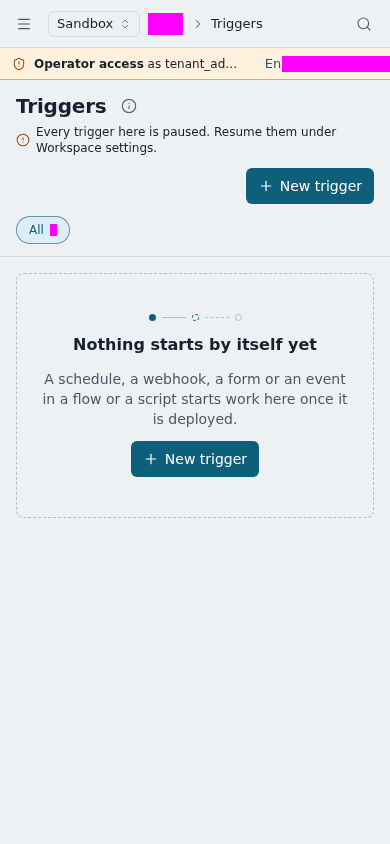 Sandbox
Triggers
Operator access as tenant_ad…
En
Triggers
Every trigger here is paused. Resume them under
Workspace settings.
New trigger
All
Nothing starts by itself yet
A schedule, a webhook, a form or an event
in a flow or a script starts work here once it
is deployed.
New trigger